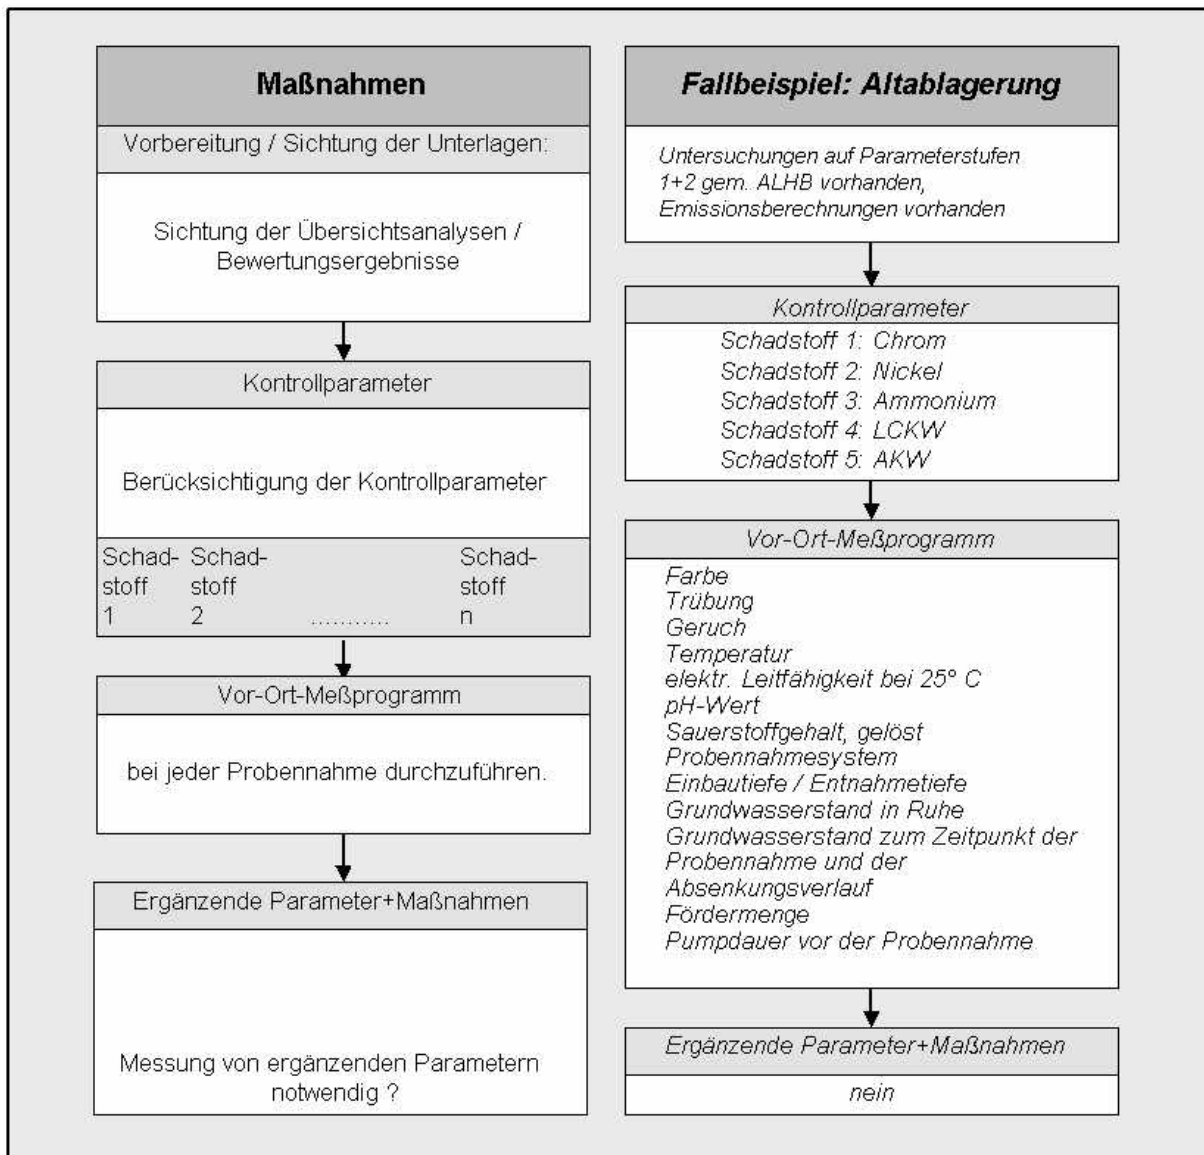 Maßnahmen
Vorbereitung / Sichtung der Unterlagen:
Sichtung der Übersichtsanalysen /
Bewertungsergebnisse
Kontrollparameter
Berücksichtigung der Kontrollparameter
Schad- Schad- Schad-
stoff stoff stoff
1 2 ........... n
Vor-Ort-Meßprogramm
bei jeder Probennahme durchzuführen.
Ergänzende Parameter+Maßnahmen
Messung von ergänzenden Parametern
notwendig ?
Fallbeispiel: Altablagerung
Untersuchungen auf Parameterstufen
1+2 gem. ALHB vorhanden,
Emissionsberechnungen vorhanden
Kontrollparameter
Schadstoff 1: Chrom
Schadstoff 2: Nickel
Schadstoff 3: Ammonium
Schadstoff 4: LCKW
Schadstoff 5: AKW
Vor-Ort-Meßprogramm
Farbe
Trübung
Geruch
Temperatur
elektr. Leitfähigkeit bei 25° C
pH-Wert
Sauerstoffgehalt, gelöst
Probennahmesystem
Einbautiefe / Entnahmetiefe
Grundwasserstand in Ruhe
Grundwasserstand zum Zeitpunkt der
Probennahme und der
Absenkungsverlauf
Fördermenge
Pumpdauer vor der Probennahme
Ergänzende Parameter+Maßnahmen
nein